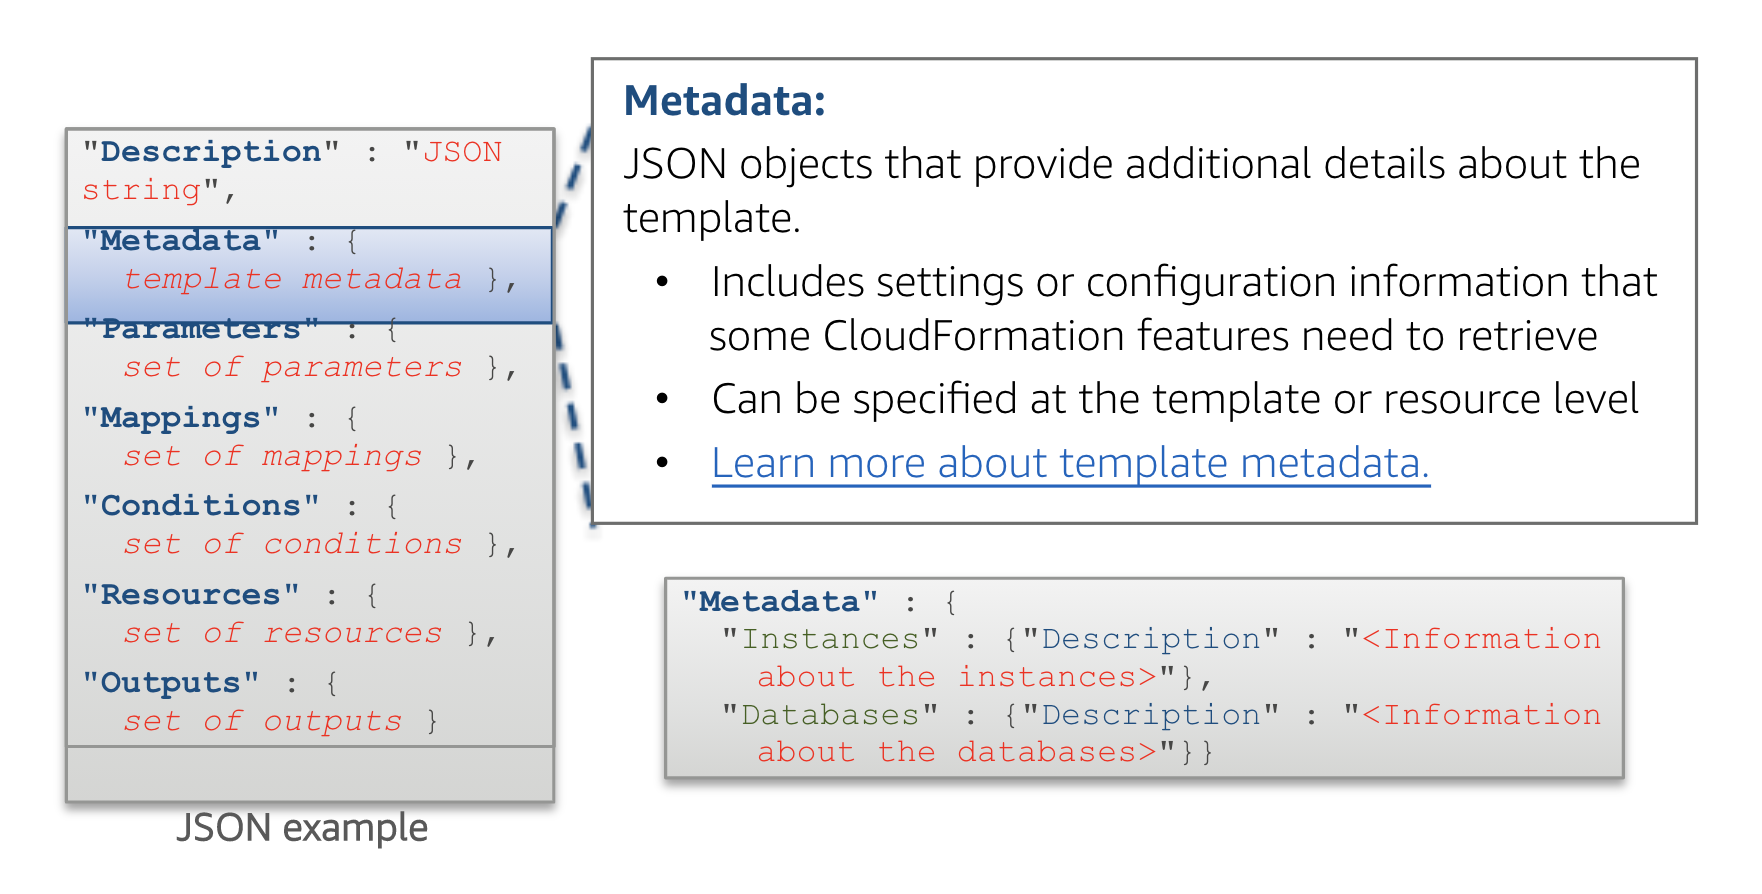 "Description" : "JSON
string",
"Metadata" : {
template metadata },
"Parameters" : {
set of parameters },
"Mappings" : {
set of mappings },
"Conditions" : {
set of conditions },
"Resources" : {
set of resources },
"Outputs" : {
set of outputs }
JSON example
Metadata:
JSON objects that provide additional details about the
template.
• Includes settings or configuration information that
some CloudFormation features need to retrieve
• Can be specified at the template or resource level
• Learn more about template metadata.
"Metadata" : {
"Instances" : {"Description" : "<Information
about the instances>"},
"Databases" : {"Description" : "<Information
about the databases>"}}